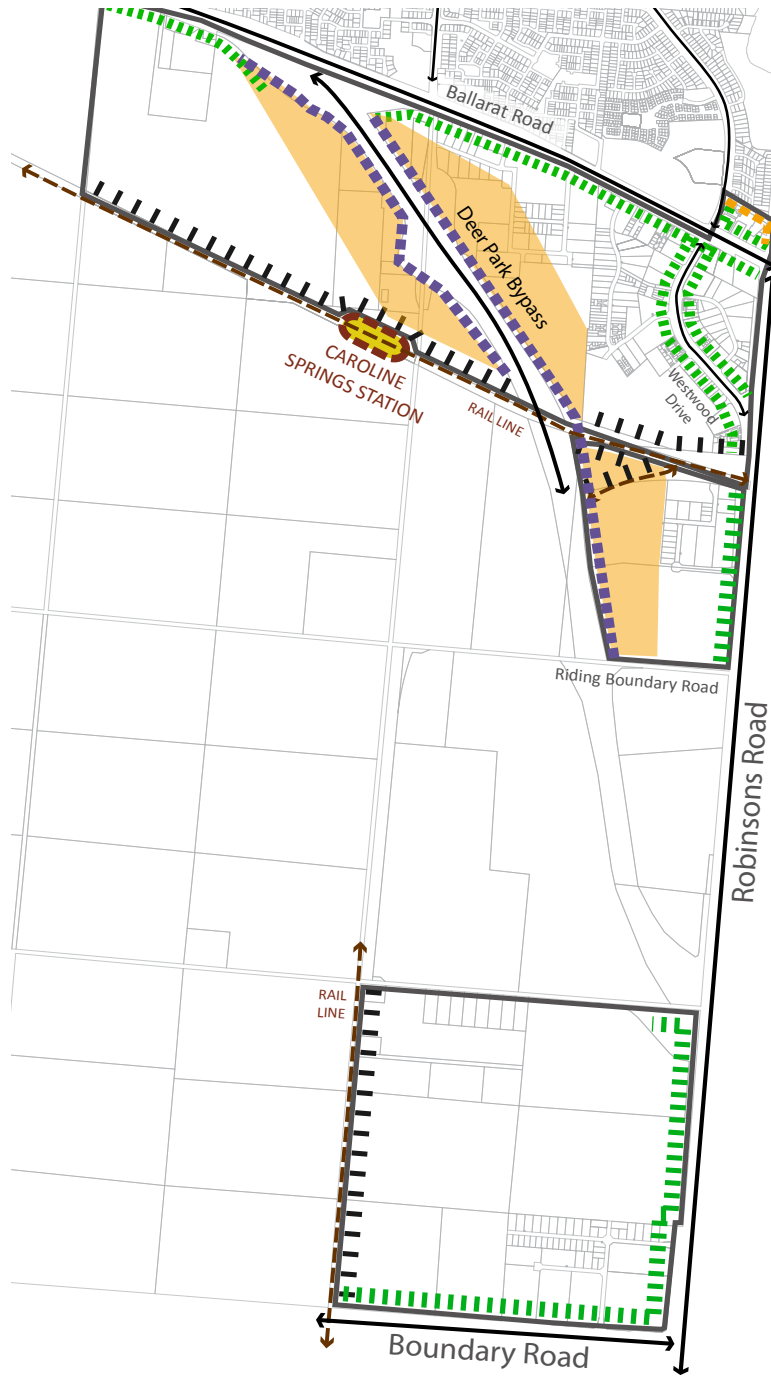 Ballarat Road
Deer Park Bypass
CAROLINE
SPRINGS STATION
RAIL LINE
Westwood
Drive
Riding Boundary Road
Robinsons Road
RAIL
LINE
Boundary Road